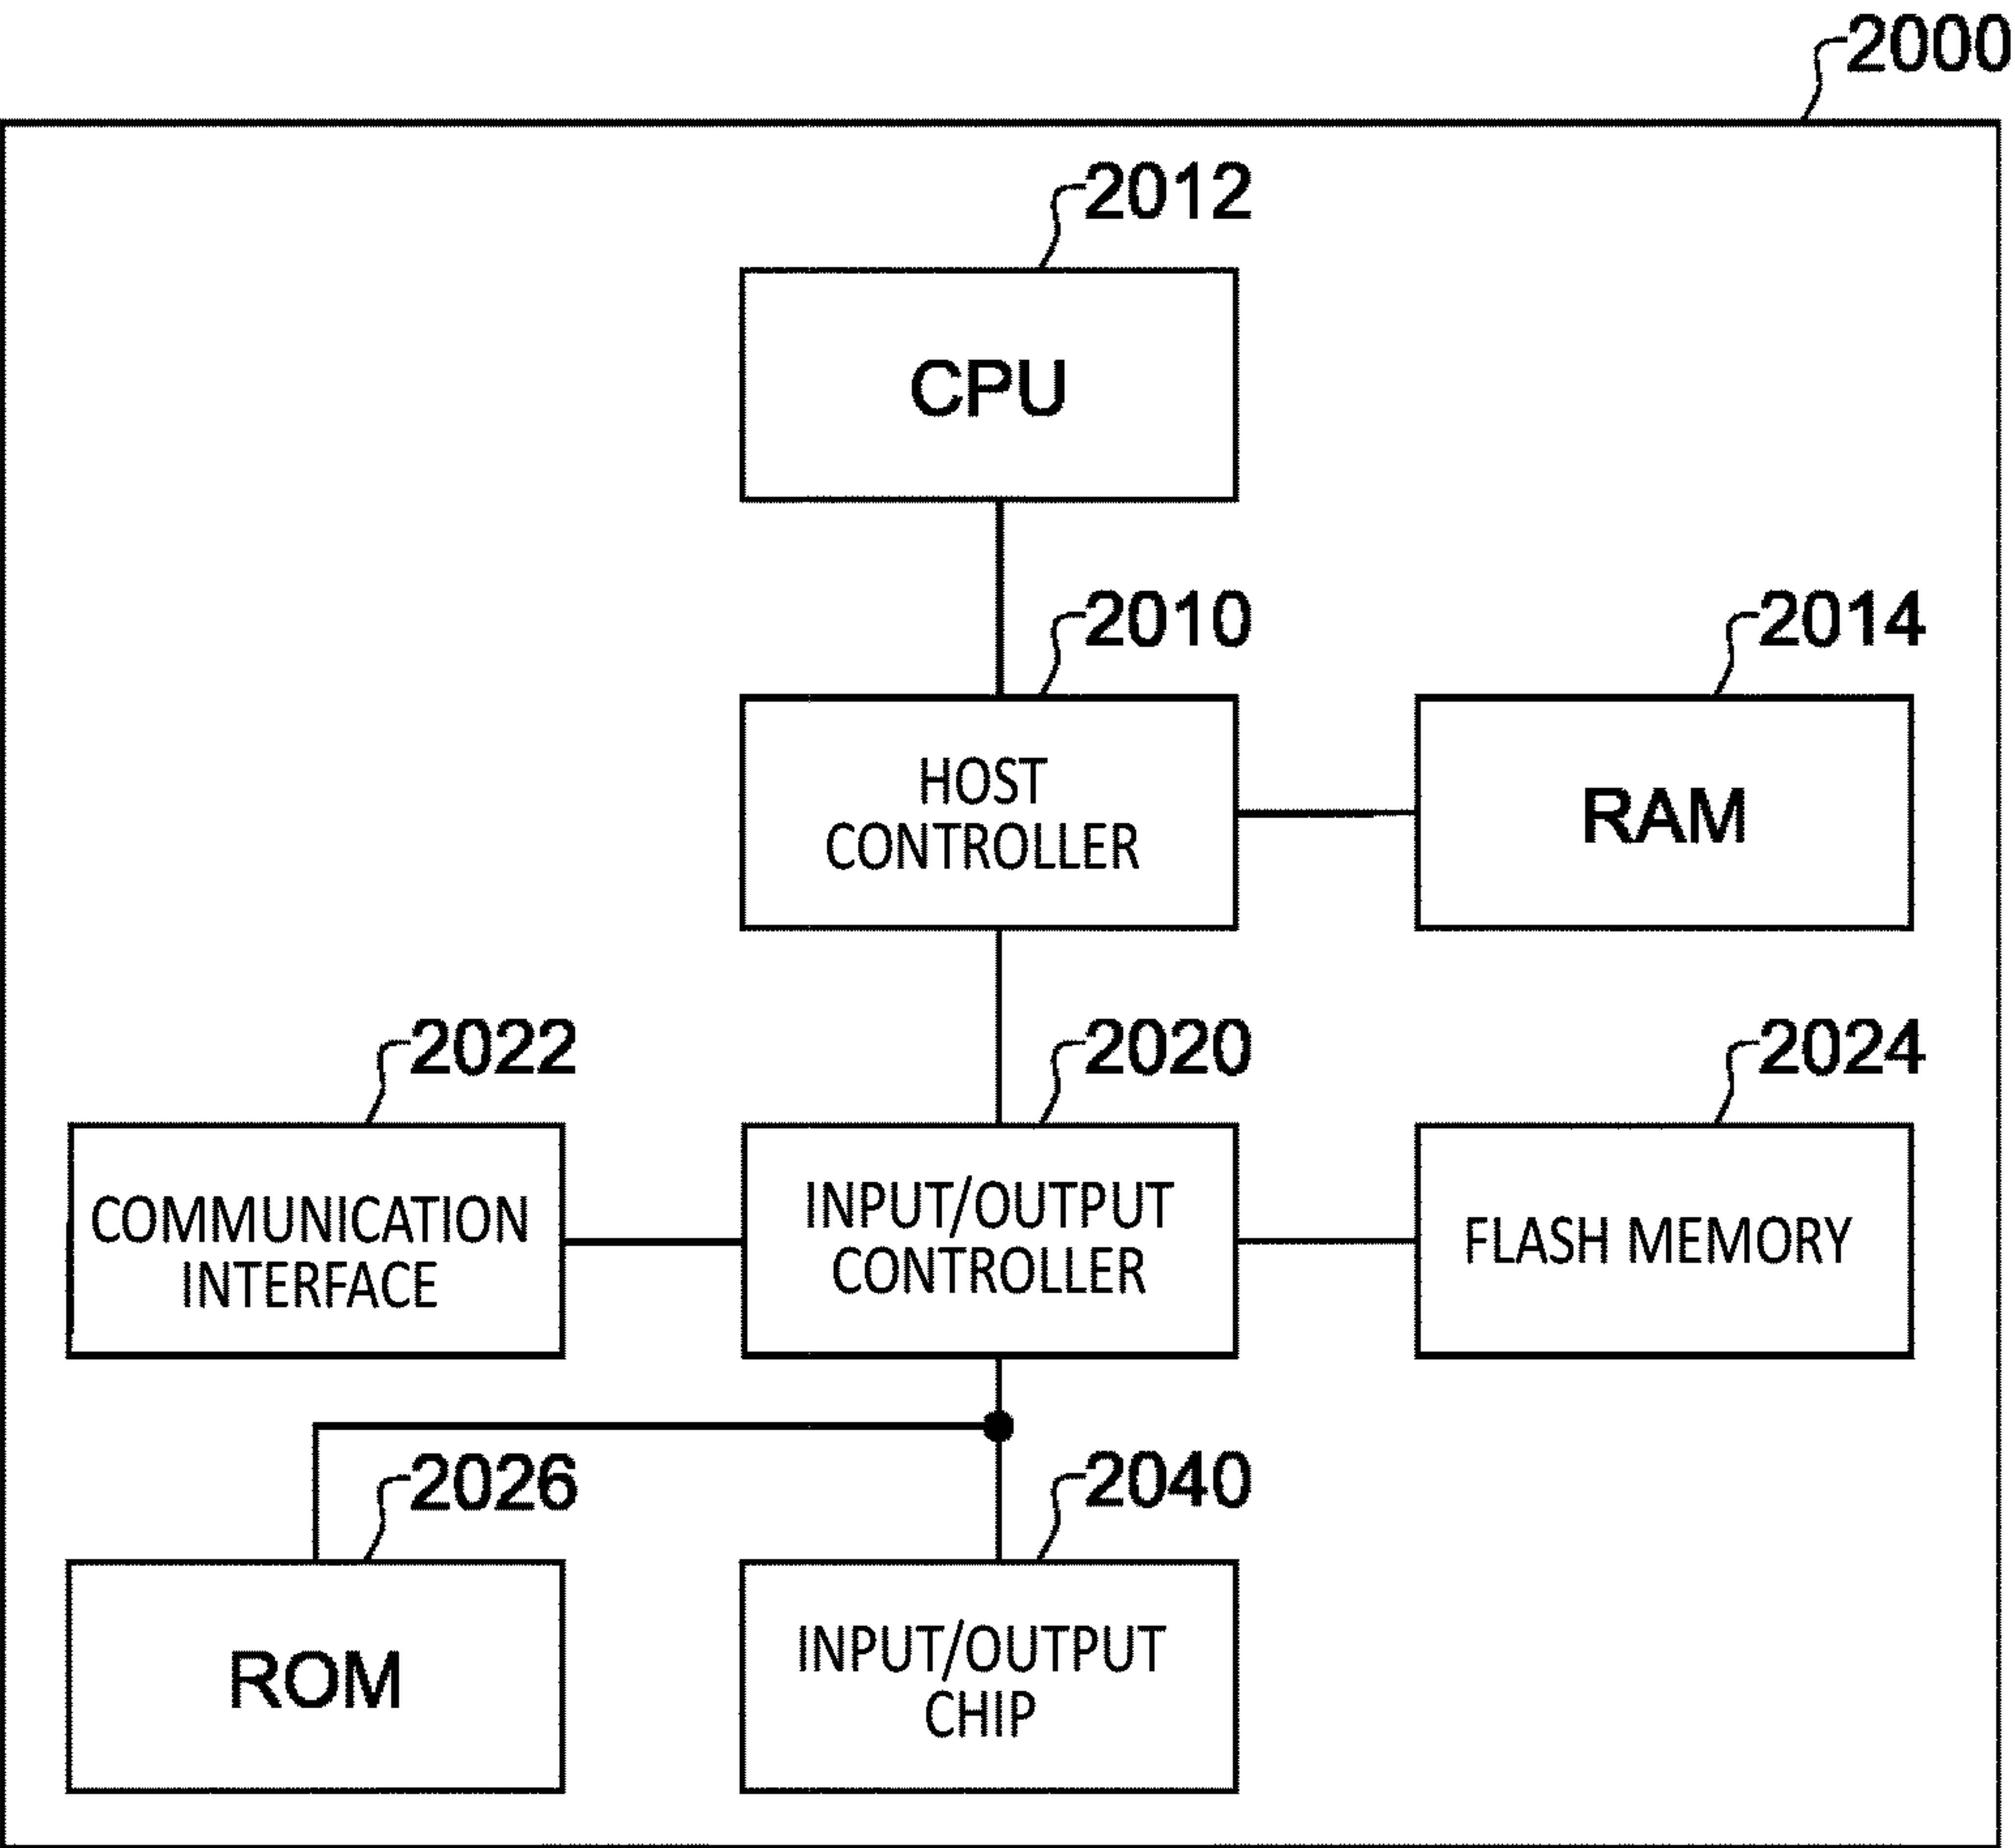 2000
2012
CPU
2010
2014
HOST
CONTROLLER
RAM
2022
2020
2024
COMMUNICATION
INTERFACE
INPUT/OUTPUT
CONTROLLER
FLASH MEMORY
2026
2040
ROM
INPUT/OUTPUT
CHIP